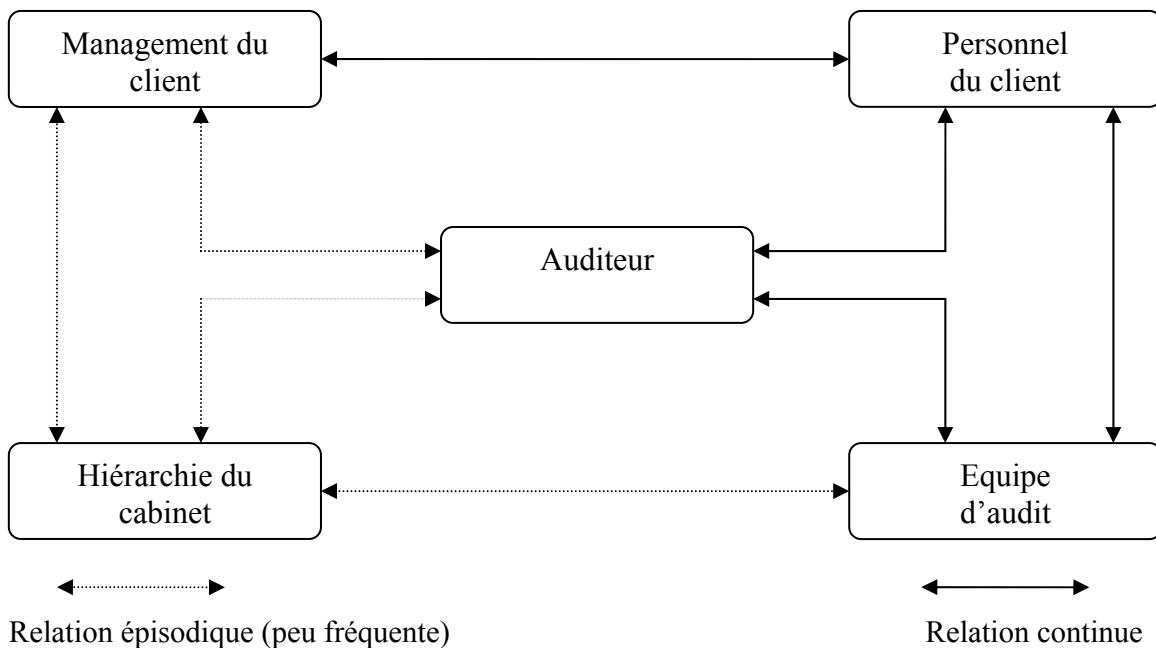 Management du
client
Personnel
du client
Auditeur
Hiérarchie du
cabinet
Equipe
d’audit
Relation épisodique (peu fréquente)
Relation continue